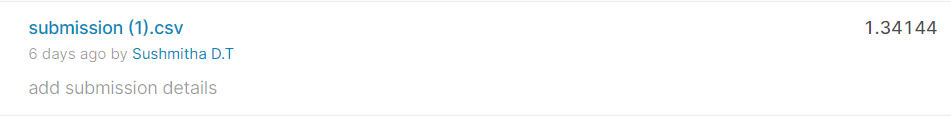 submission (1).csv 1.34144
6 days ago by Sushmitha D.T
add submission details